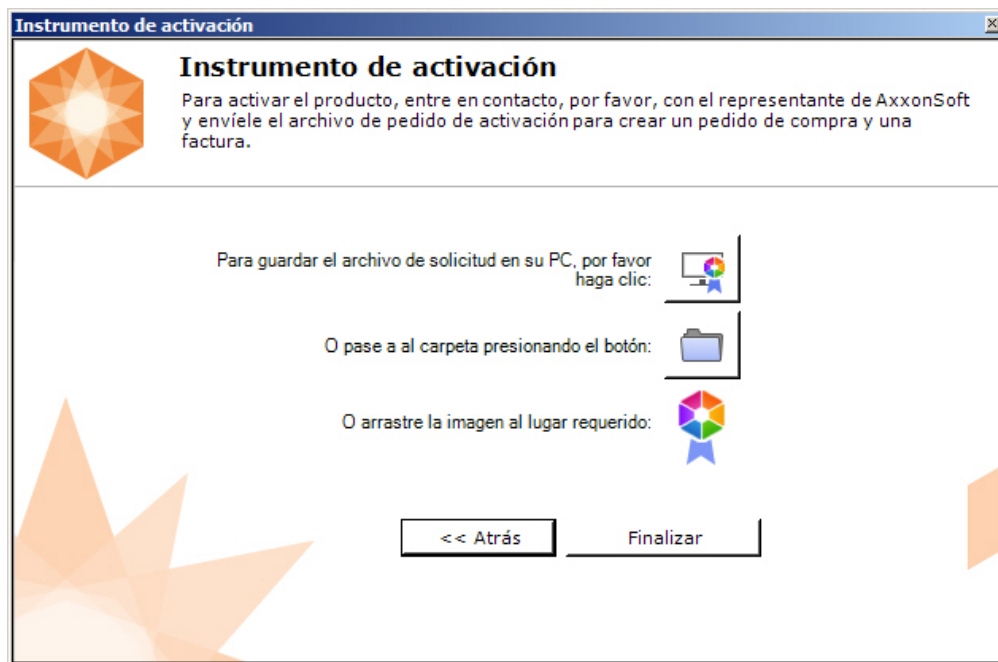 Instrumento de activación
Instrumento de activación
Para activar el producto, entre en contacto, por favor, con el representante de AxxonSoft
y envíele el archivo de pedido de activación para crear un pedido de compra y una
factura.
Para guardar el archivo de solicitud en su PC, por favor
haga clic:
O pase a al carpeta presionando el botón:
O arrastre la imagen al lugar requerido:
<< Atrás
Finalizar